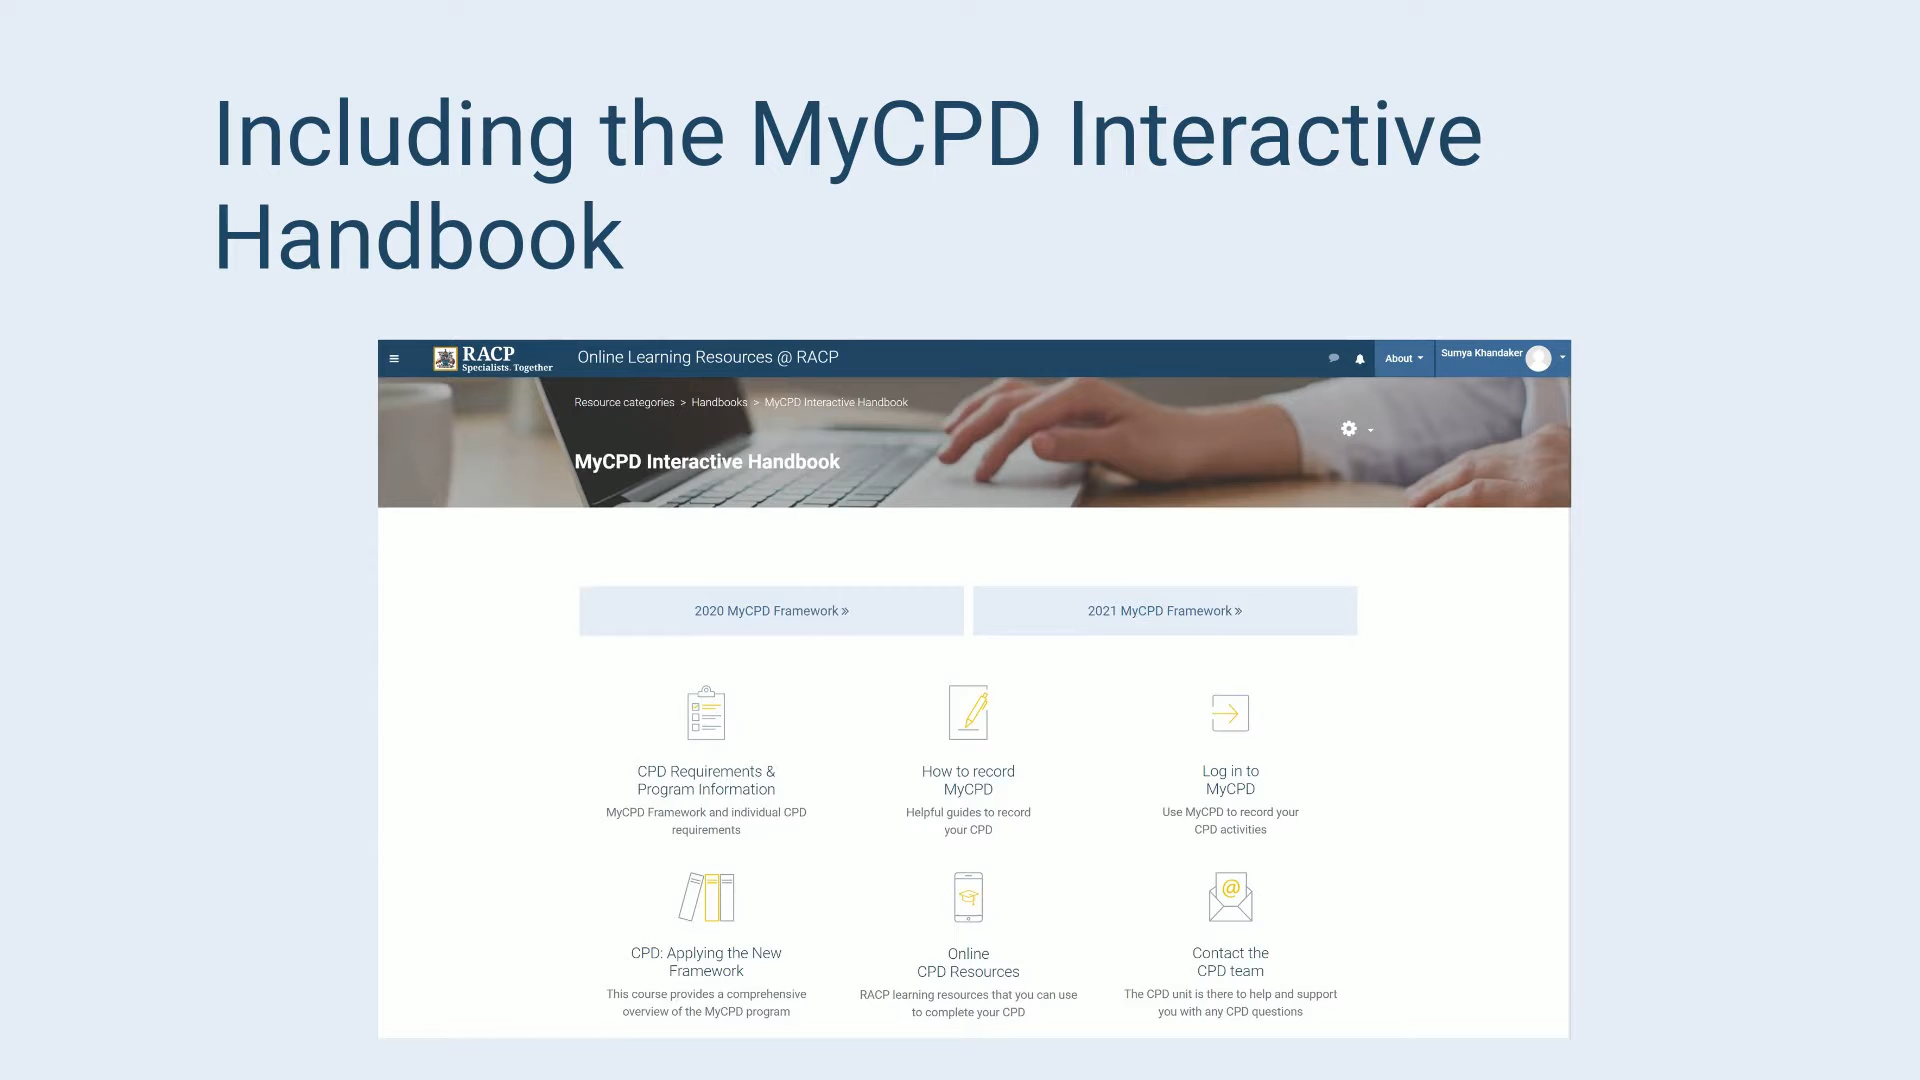 Including the MyCPD Interactive
Handbook
RACP
Specialists. Together
Online Learning Resources @ RACP
About
Sumya Khandaker
Resource categories > Handbooks > MyCPD Interactive Handbook
MyCPD Interactive Handbook
2020 MyCPD Framework »
2021 MyCPD Framework »
CPD Requirements &
Program Information
MyCPD Framework and individual CPD
requirements
How to record
MyCPD
Helpful guides to record
your CPD
Log in to
MyCPD
Use MyCPD to record your
CPD activities
CPD: Applying the New
Framework
This course provides a comprehensive
overview of the MyCPD program
Online
CPD Resources
RACP learning resources that you can use
to complete your CPD
@
Contact the
CPD team
The CPD unit is there to help and support
you with any CPD questions